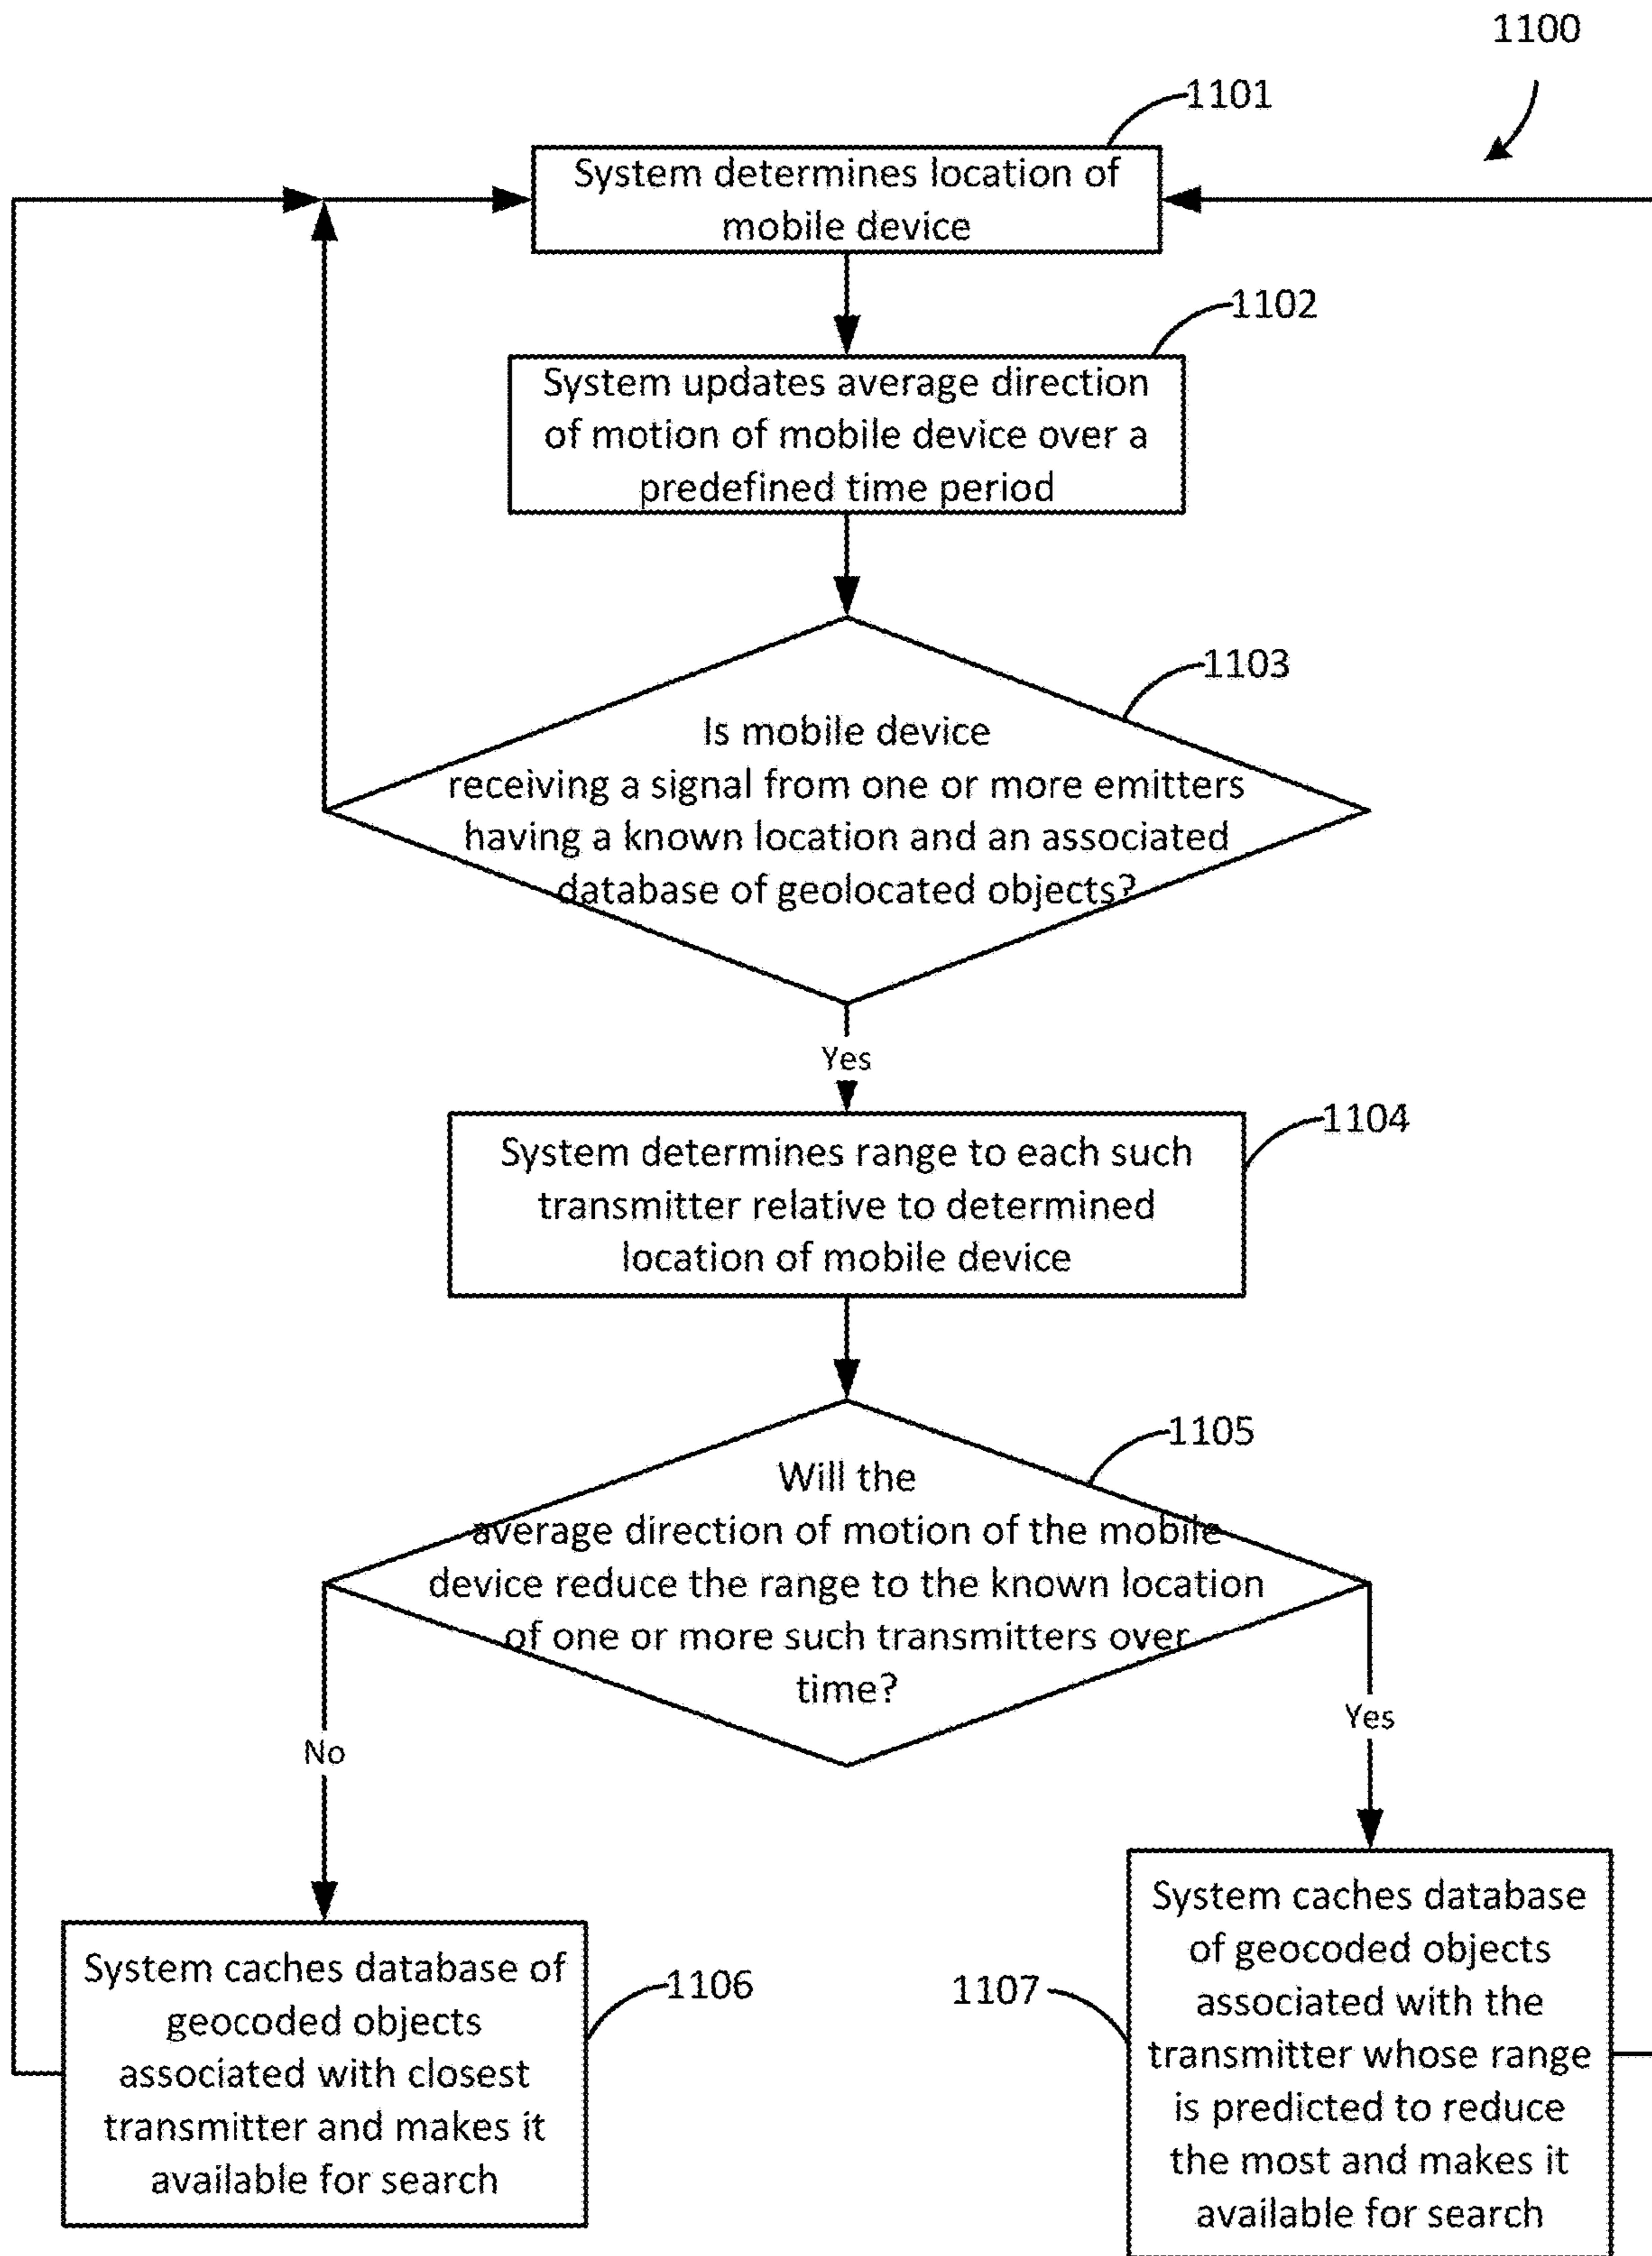 1100
1101
System determines location of
mobile device
1102
System updates average direction
of motion of mobile device over a
predefined time period
1103
Is mobile device
receiving a signal from one or more emitters
having a known location and an associated
database of geolocated objects?
Yes
1104
System determines range to each such
transmitter relative to determined
location of mobile device
1105
Will the
average direction of motion of the mobile
device reduce the range to the known location
of one or more such transmitters over
time?
No
Yes
System caches database of
geocoded objects
associated with closest
transmitter and makes it
available for search
1106
1107
System caches database
of geocoded objects
associated with the
transmitter whose range
is predicted to reduce
the most and makes it
available for search